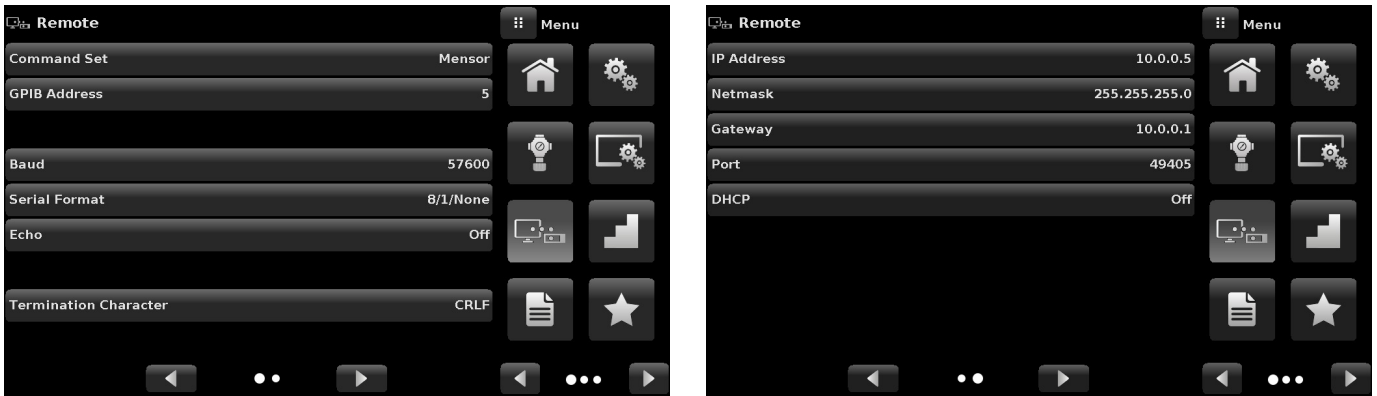 Remote
Menu
Command Set Mensor
GPIB Address 5
Baud 57600
Serial Format 8/1/None
Echo Off
Termination Character CRLF
Remote
Menu
IP Address 10.0.0.5
Netmask 255.255.255.0
Gateway 10.0.0.1
Port 49405
DHCP Off